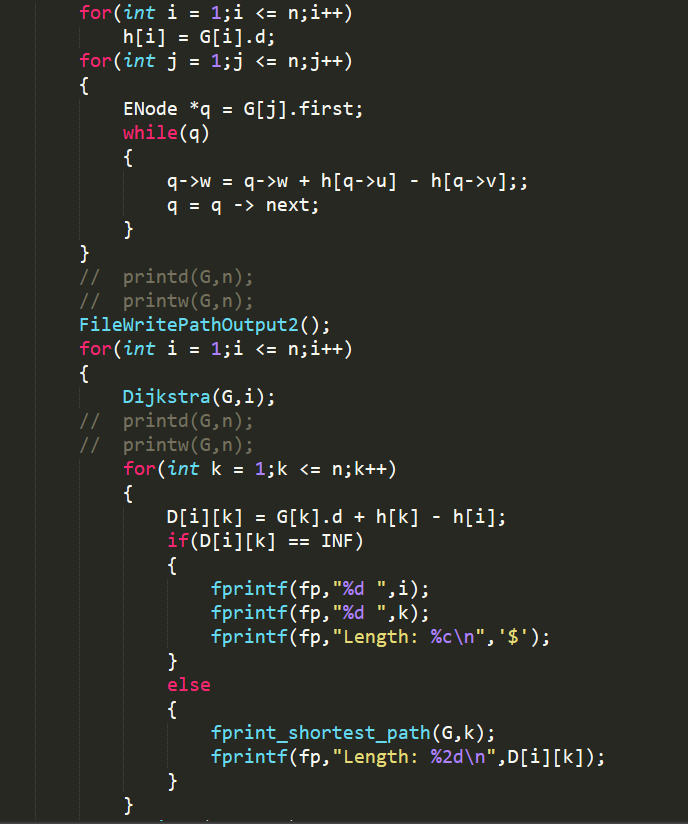 for(int i = 1;i <= n;i++)
    h[i] = G[i].d;
for(int j = 1;j <= n;j++)
{
    ENode *q = G[j].first;
    while(q)
    {
        q->w = q->w + h[q->u] - h[q->v];;
        q = q -> next;
    }
}
//  printd(G,n);
//  printw(G,n);
FileWritePathOutput2();
for(int i = 1;i <= n;i++)
{
    Dijkstra(G,i);
//  printd(G,n);
//  printw(G,n);
    for(int k = 1;k <= n;k++)
    {
        D[i][k] = G[k].d + h[k] - h[i];
        if(D[i][k] == INF)
        {
            fprintf(fp,"%d ",i);
            fprintf(fp,"%d ",k);
            fprintf(fp,"Length: %c\n",'$');
        }
        else
        {
            fprint_shortest_path(G,k);
            fprintf(fp,"Length: %2d\n",D[i][k]);
        }
    }